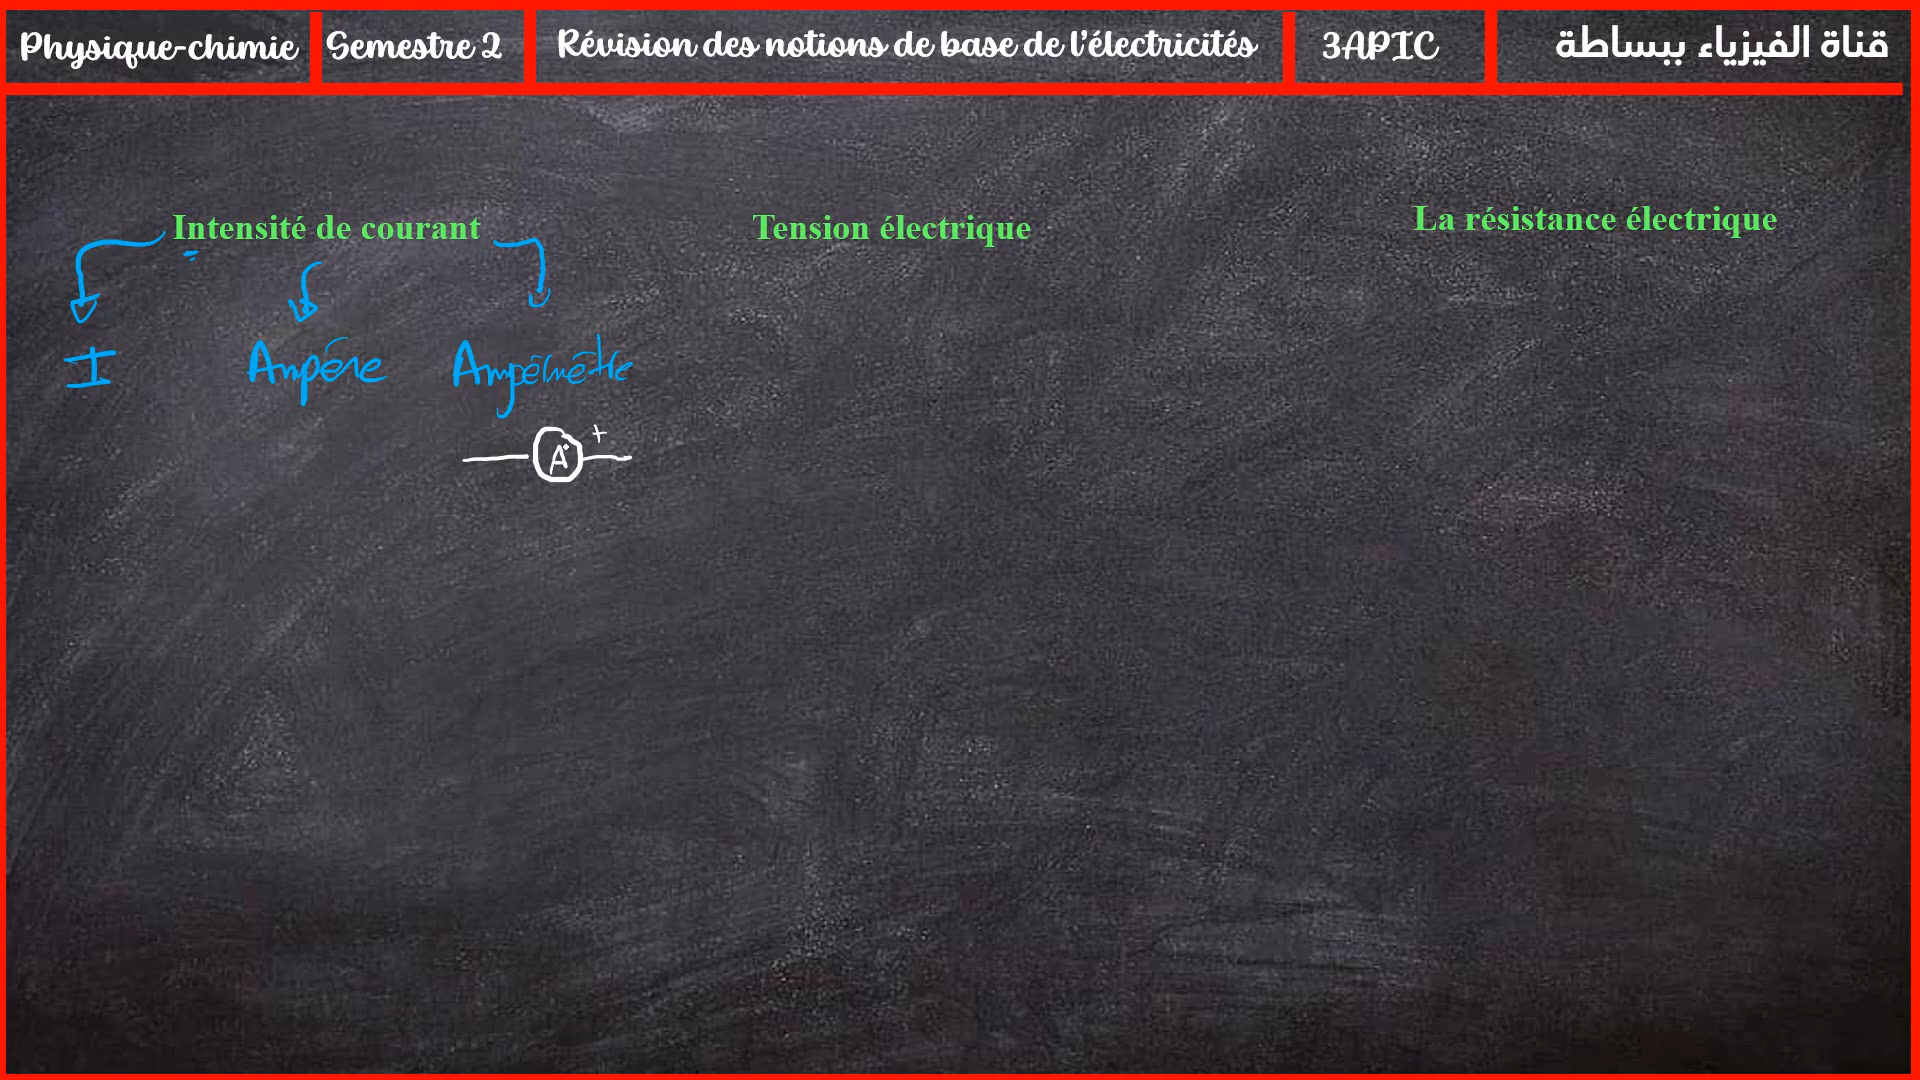 Physique-chimie
Semestre 2
Révision des notions de base de l'électricités
3APIC
قناة الفيزياء ببساطة
Intensité de courant
Tension électrique
La résistance électrique
I
Ampère
Ampèmètre
A
+